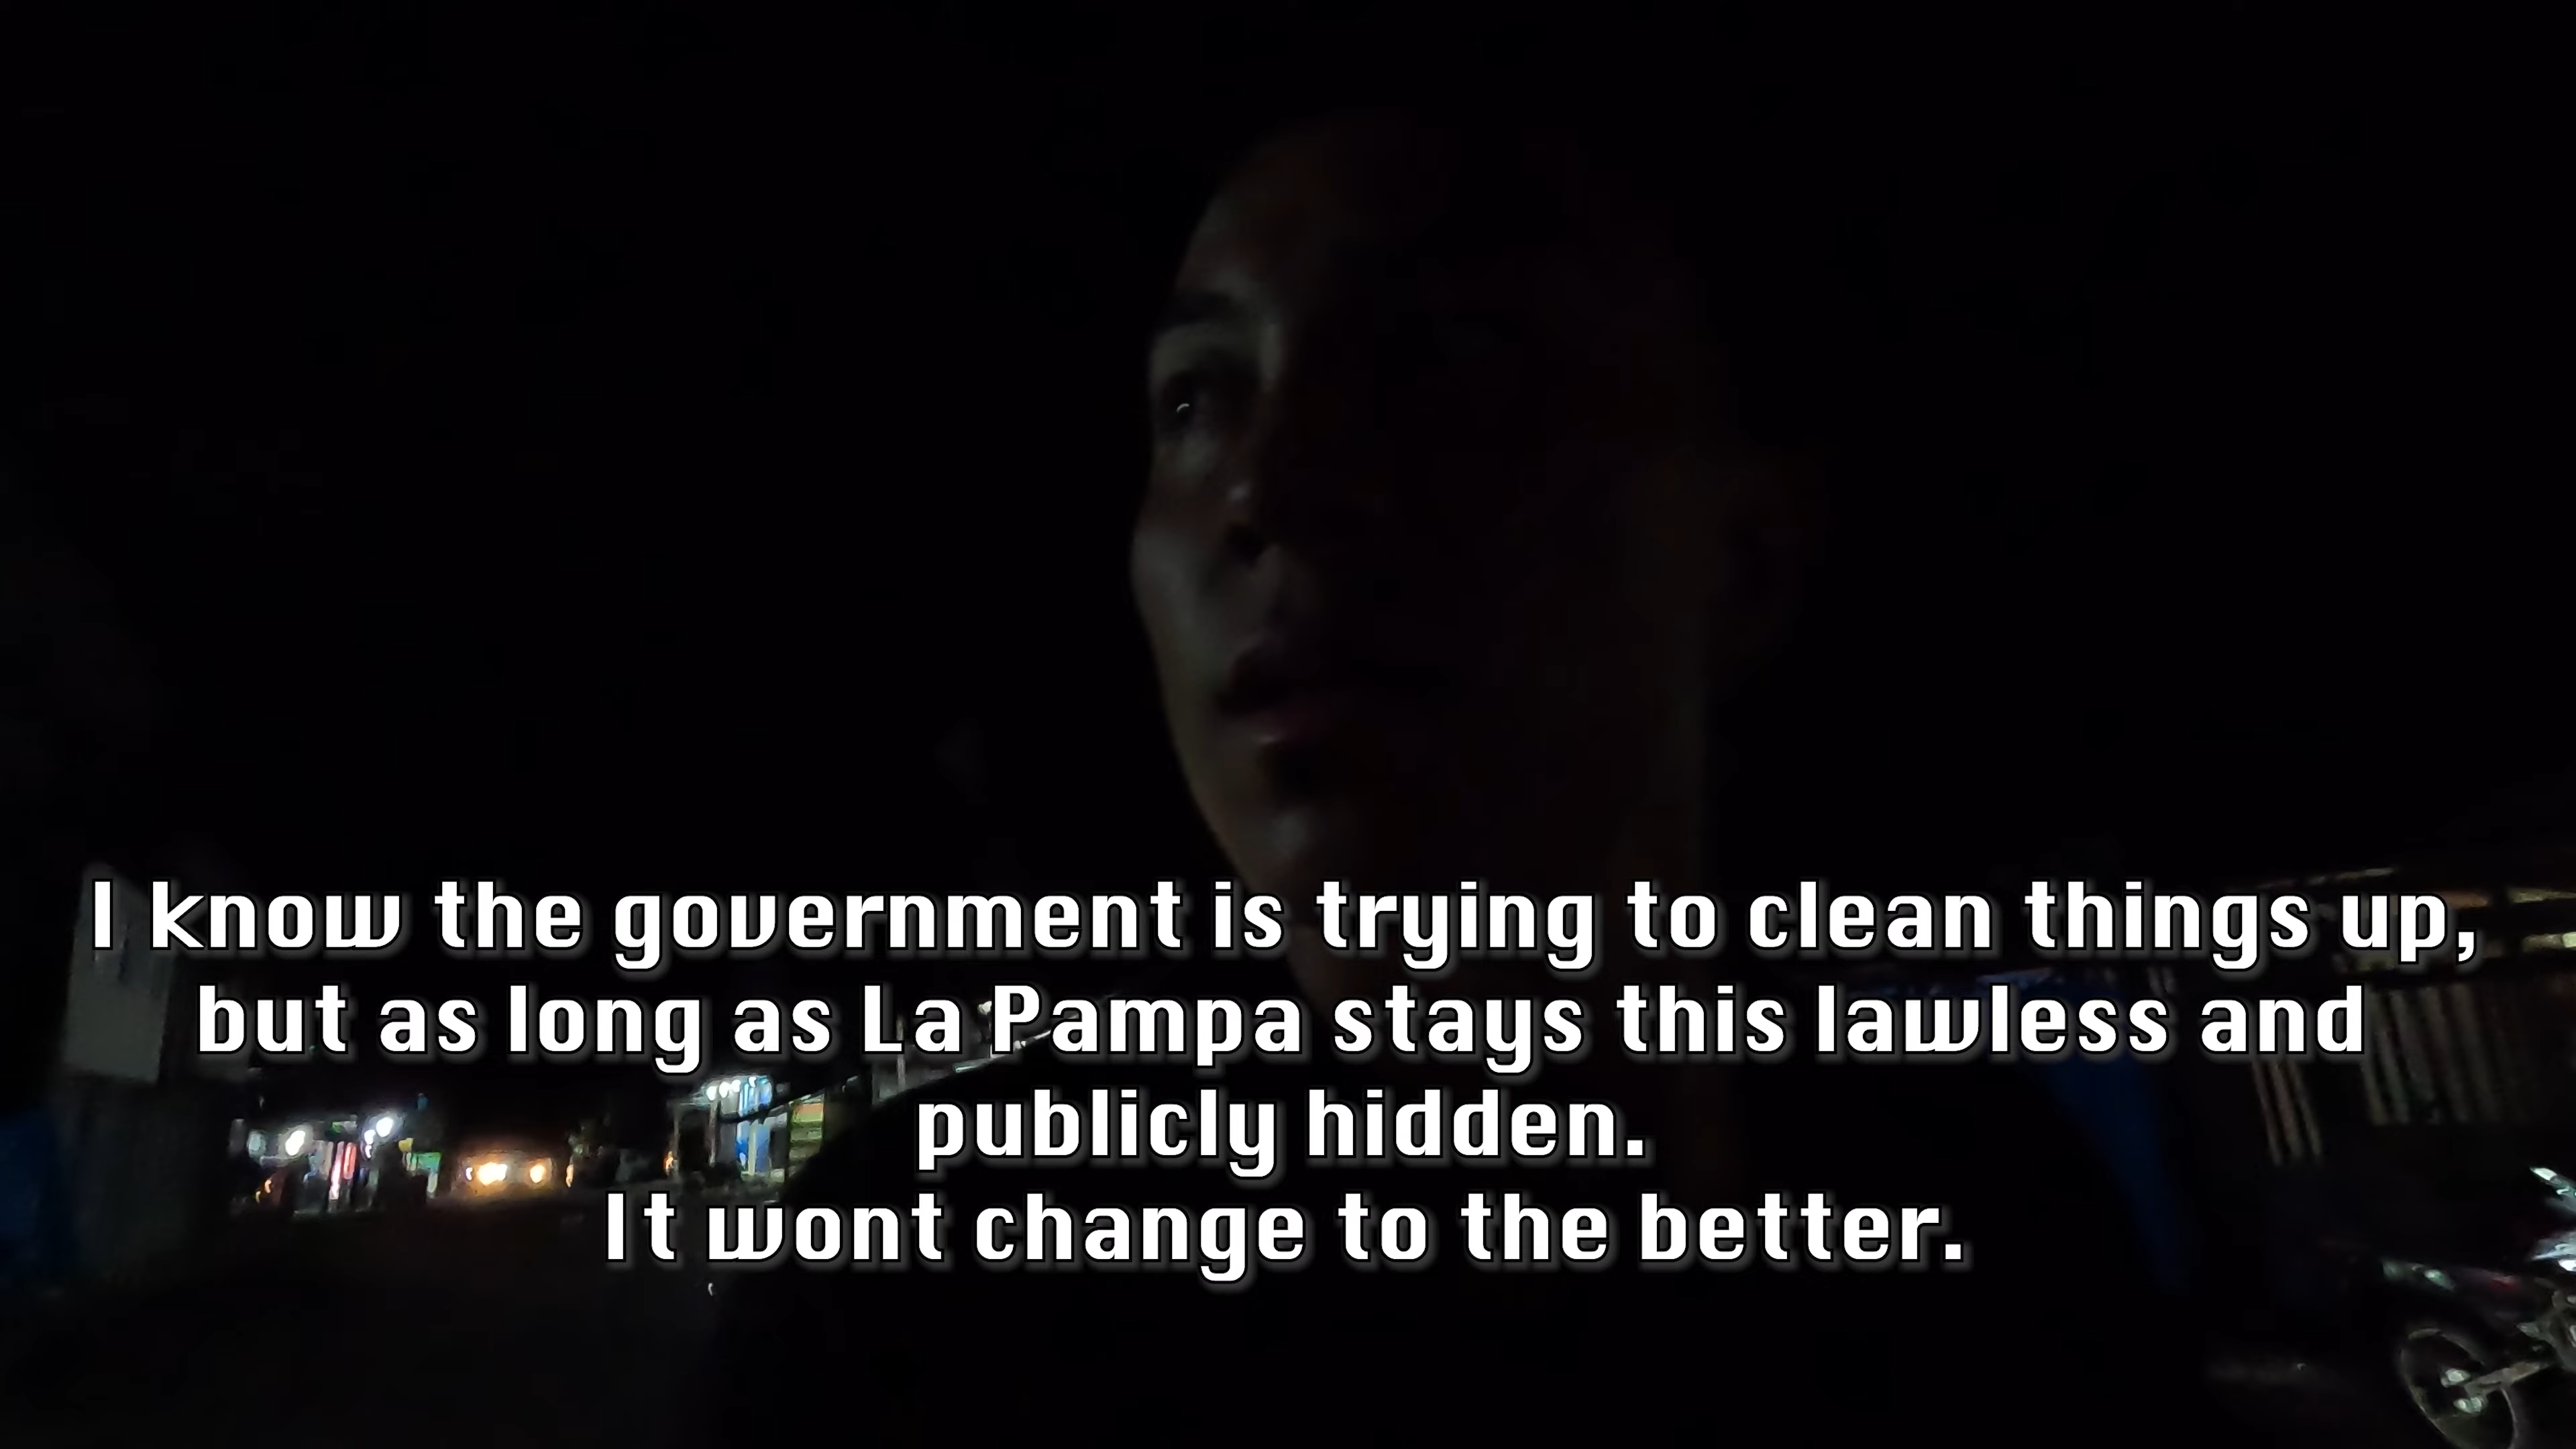 I know the government is trying to clean things up,
but as long as La Pampa stays this lawless and
publicly hidden.
It wont change to the better.